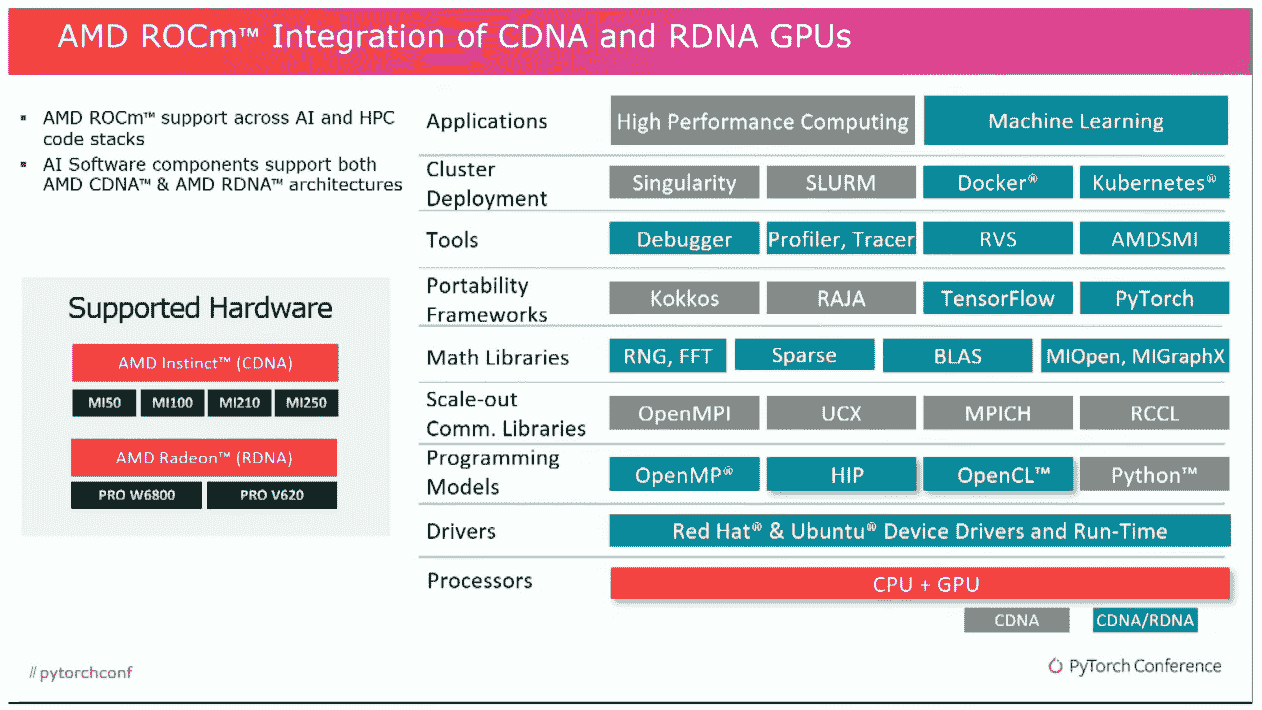 AMD ROCm™ Integration of CDNA and RDNA GPUs
▪ AMD ROCm™ support across AI and HPC
code stacks
▪ AI Software components support both
AMD CDNA™ & AMD RDNA™ architectures
Supported Hardware
AMD Instinct™ (CDNA)
MI50 MI100 MI210 MI250
AMD Radeon™ (RDNA)
PRO W6800 PRO V620
Applications
High Performance Computing
Machine Learning
Cluster
Deployment
Singularity
SLURM
Docker®
Kubernetes®
Tools
Debugger
Profiler, Tracer
RVS
AMDSMI
Portability
Frameworks
Kokkos
RAJA
TensorFlow
PyTorch
Math Libraries
RNG, FFT
Sparse
BLAS
MIOpen, MIGraphX
Scale-out
Comm. Libraries
OpenMPI
UCX
MPICH
RCCL
Programming
Models
OpenMP®
HIP
OpenCL™
Python™
Drivers
Red Hat® & Ubuntu® Device Drivers and Run-Time
Processors
CPU + GPU
CDNA
CDNA/RDNA
// pytorchconf
PyTorch Conference